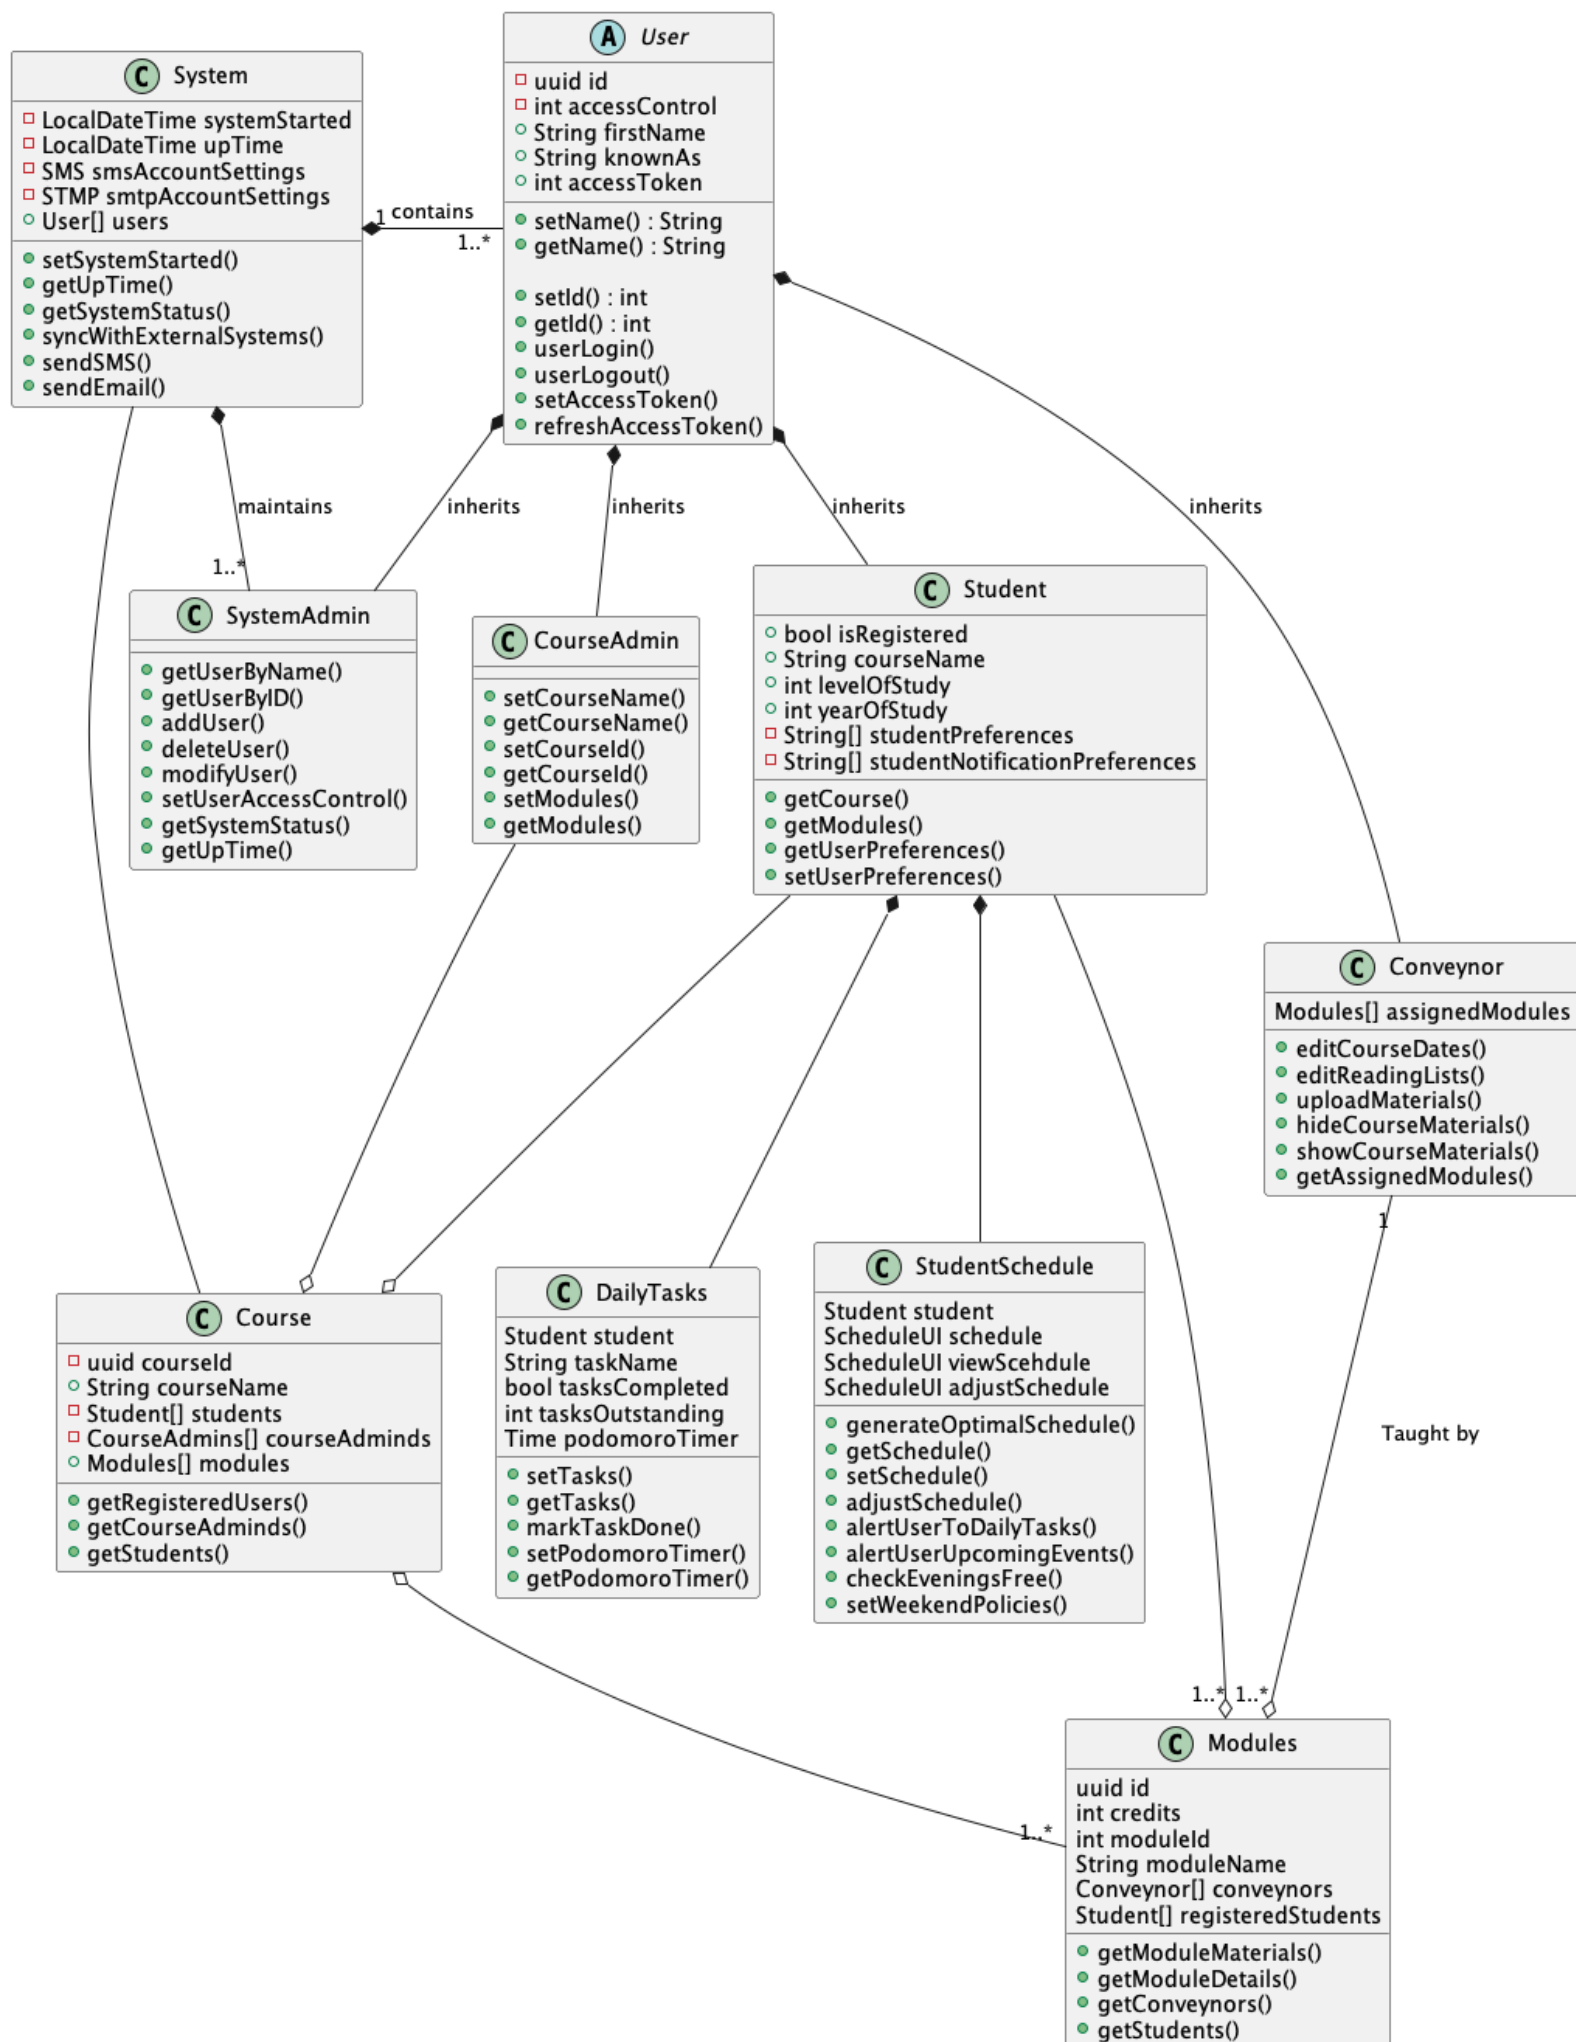 C System
LocalDateTime systemStarted
LocalDateTime upTime
SMS smsAccountSettings
STMP smtpAccountSettings
User[] users
setSystemStarted()
getUpTime()
getSystemStatus()
syncWithExternalSystems()
sendSMS()
sendEmail()
A User
uuid id
int accessControl
String firstName
String knownAs
int accessToken
setName() : String
getName() : String
setId() : int
getId() : int
userLogin()
userLogout()
setAccessToken()
refreshAccessToken()
1 contains
1..*
maintains
1..*
inherits
inherits
inherits
inherits
C SystemAdmin
getUserByName()
getUserByID()
addUser()
deleteUser()
modifyUser()
setUserAccessControl()
getSystemStatus()
getUpTime()
C CourseAdmin
setCourseName()
getCourseName()
setCourseId()
getCourseId()
setModules()
getModules()
C Student
bool isRegistered
String courseName
int levelOfStudy
int yearOfStudy
String[] studentPreferences
String[] studentNotificationPreferences
getCourse()
getModules()
getUserPreferences()
setUserPreferences()
C Conveynor
Modules[] assignedModules
editCourseDates()
editReadingLists()
uploadMaterials()
hideCourseMaterials()
showCourseMaterials()
getAssignedModules()
1
Taught by
C Course
uuid courseId
String courseName
Student[] students
CourseAdmins[] courseAdminds
Modules[] modules
getRegisteredUsers()
getCourseAdminds()
getStudents()
C DailyTasks
Student student
String taskName
bool tasksCompleted
int tasksOutstanding
Time podomoroTimer
setTasks()
getTasks()
markTaskDone()
setPodomoroTimer()
getPodomoroTimer()
C StudentSchedule
Student student
ScheduleUI schedule
ScheduleUI viewScehdule
ScheduleUI adjustSchedule
generateOptimalSchedule()
getSchedule()
setSchedule()
adjustSchedule()
alertUserToDailyTasks()
alertUserUpcomingEvents()
checkEveningsFree()
setWeekendPolicies()
1..* 1..*
1..*
C Modules
uuid id
int credits
int moduleId
String moduleName
Conveynor[] conveynors
Student[] registeredStudents
getModuleMaterials()
getModuleDetails()
getConveynors()
getStudents()